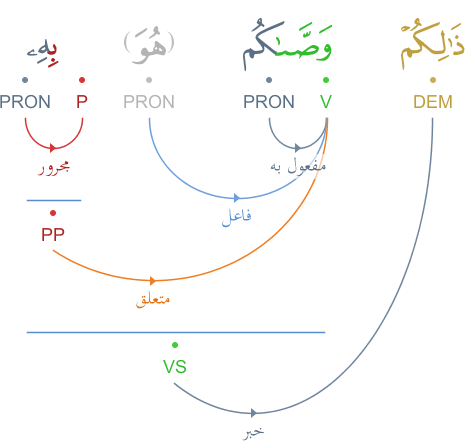 ذَٰلِكُمْ وَصَّىٰكُم (هُوَ) بِهِۦ
DEM V PRON PRON P PRON
مفعول به
مجرور
فاعل
PP
متعلق
VS
خبر